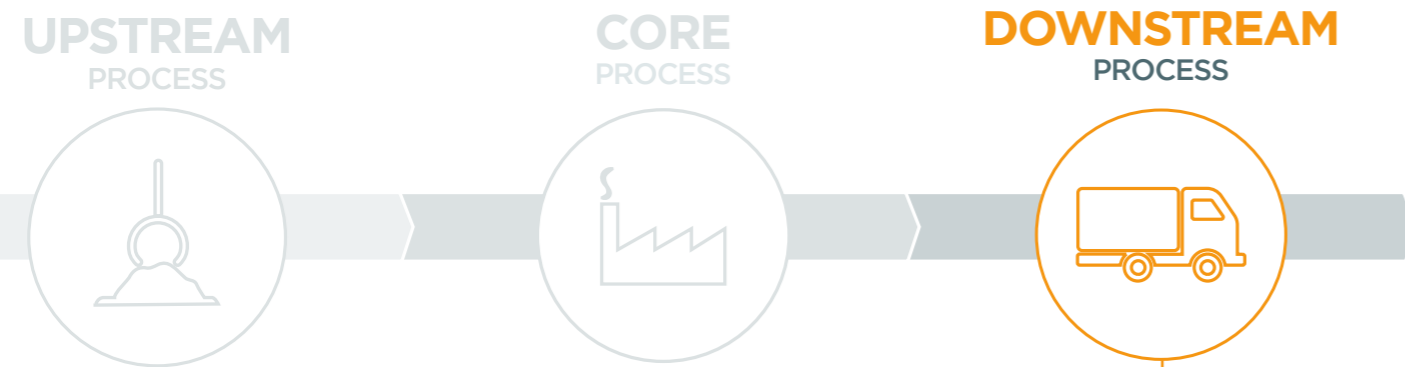 UPSTREAM
PROCESS
CORE
PROCESS
DOWNSTREAM
PROCESS